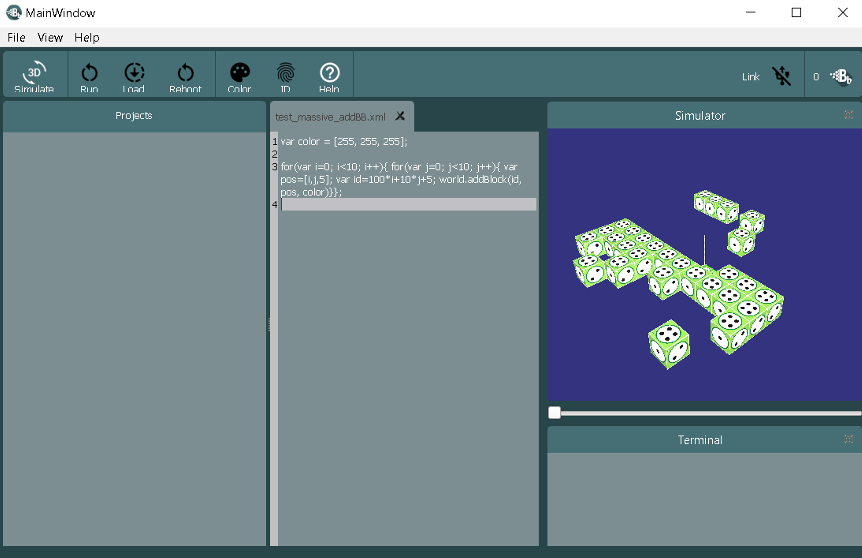 MainWindow
File View Help
3D
Simulate Run Load Reboot Color ID Help Link 0
Projects
test_massive_addBB.xml
Simulator
1 var color = [255, 255, 255];
2
3 for(var i=0; i<10; i++){ for(var j=0; j<10; j++){ var
pos=[i,j,5]; var id=100*i+10*j+5; world.addBlock(id,
pos, color)}};
4
Terminal